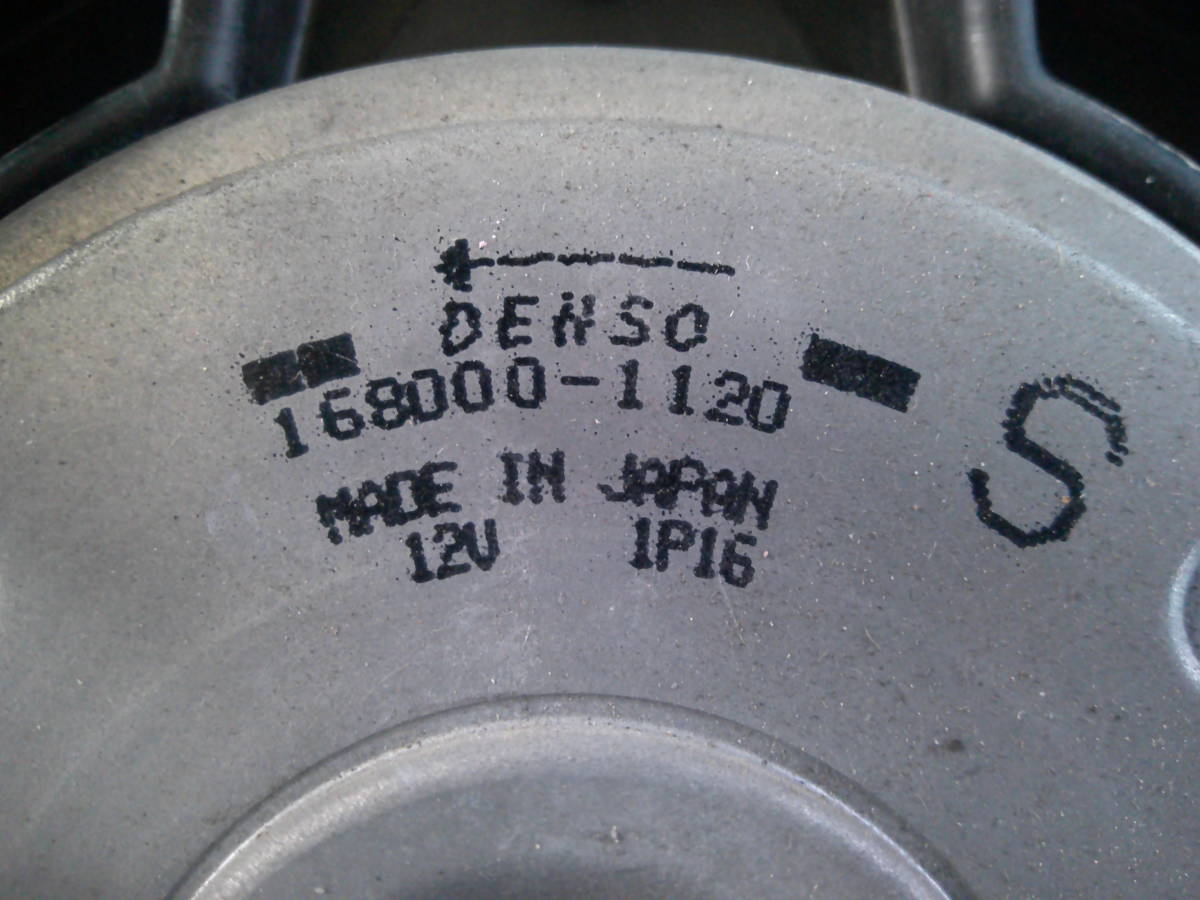 DENSO
168000-1120
S
MADE IN JAPAN
12V 1P16